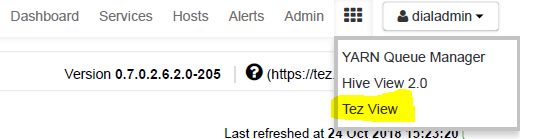 Dashboard Services Hosts Alerts Admin dialadmin
YARN Queue Manager
Version 0.7.0.2.6.2.0-205 (https://tez.
Hive View 2.0
Tez View
Last refreshed at 24 Oct 2018 15:23:20